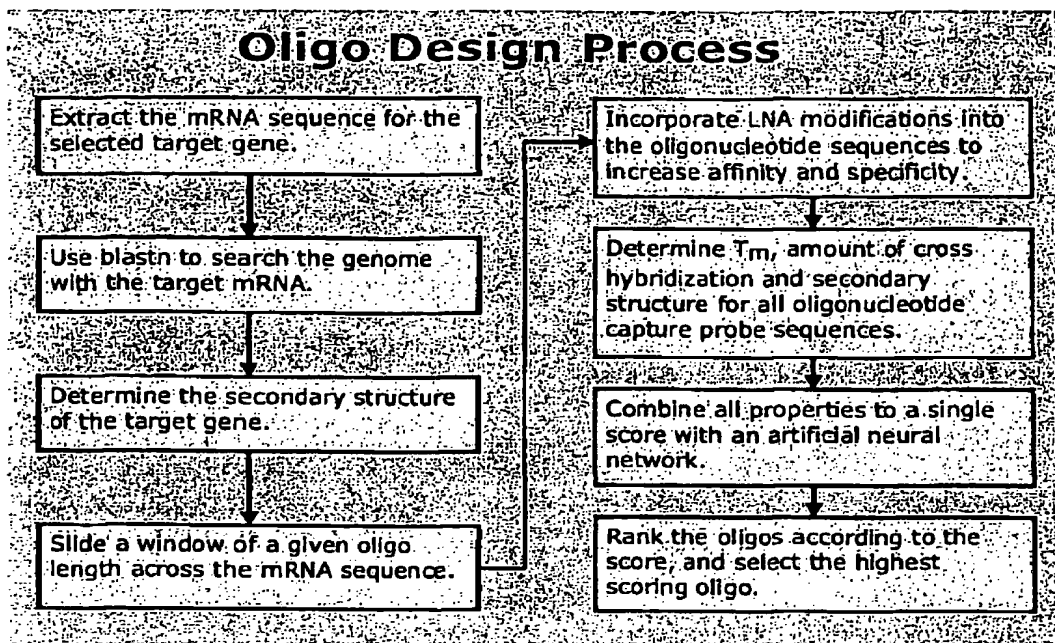 Oligo Design Process
Extract the mRNA sequence for the
selected target gene.
Use blastn to search the genome
with the target mRNA.
Determine the secondary structure
of the target gene.
Slide a window of a given oligo
length across the mRNA sequence.
Incorporate LNA modifications into
the oligonucleotide sequences to
increase affinity and specificity.
Determine Tm, amount of cross
hybridization and secondary
structure for all oligonucleotide
capture probe sequences.
Combine all properties to a single
score with an artificial neural
network.
Rank the oligos according to the
score, and select the highest
scoring oligo.